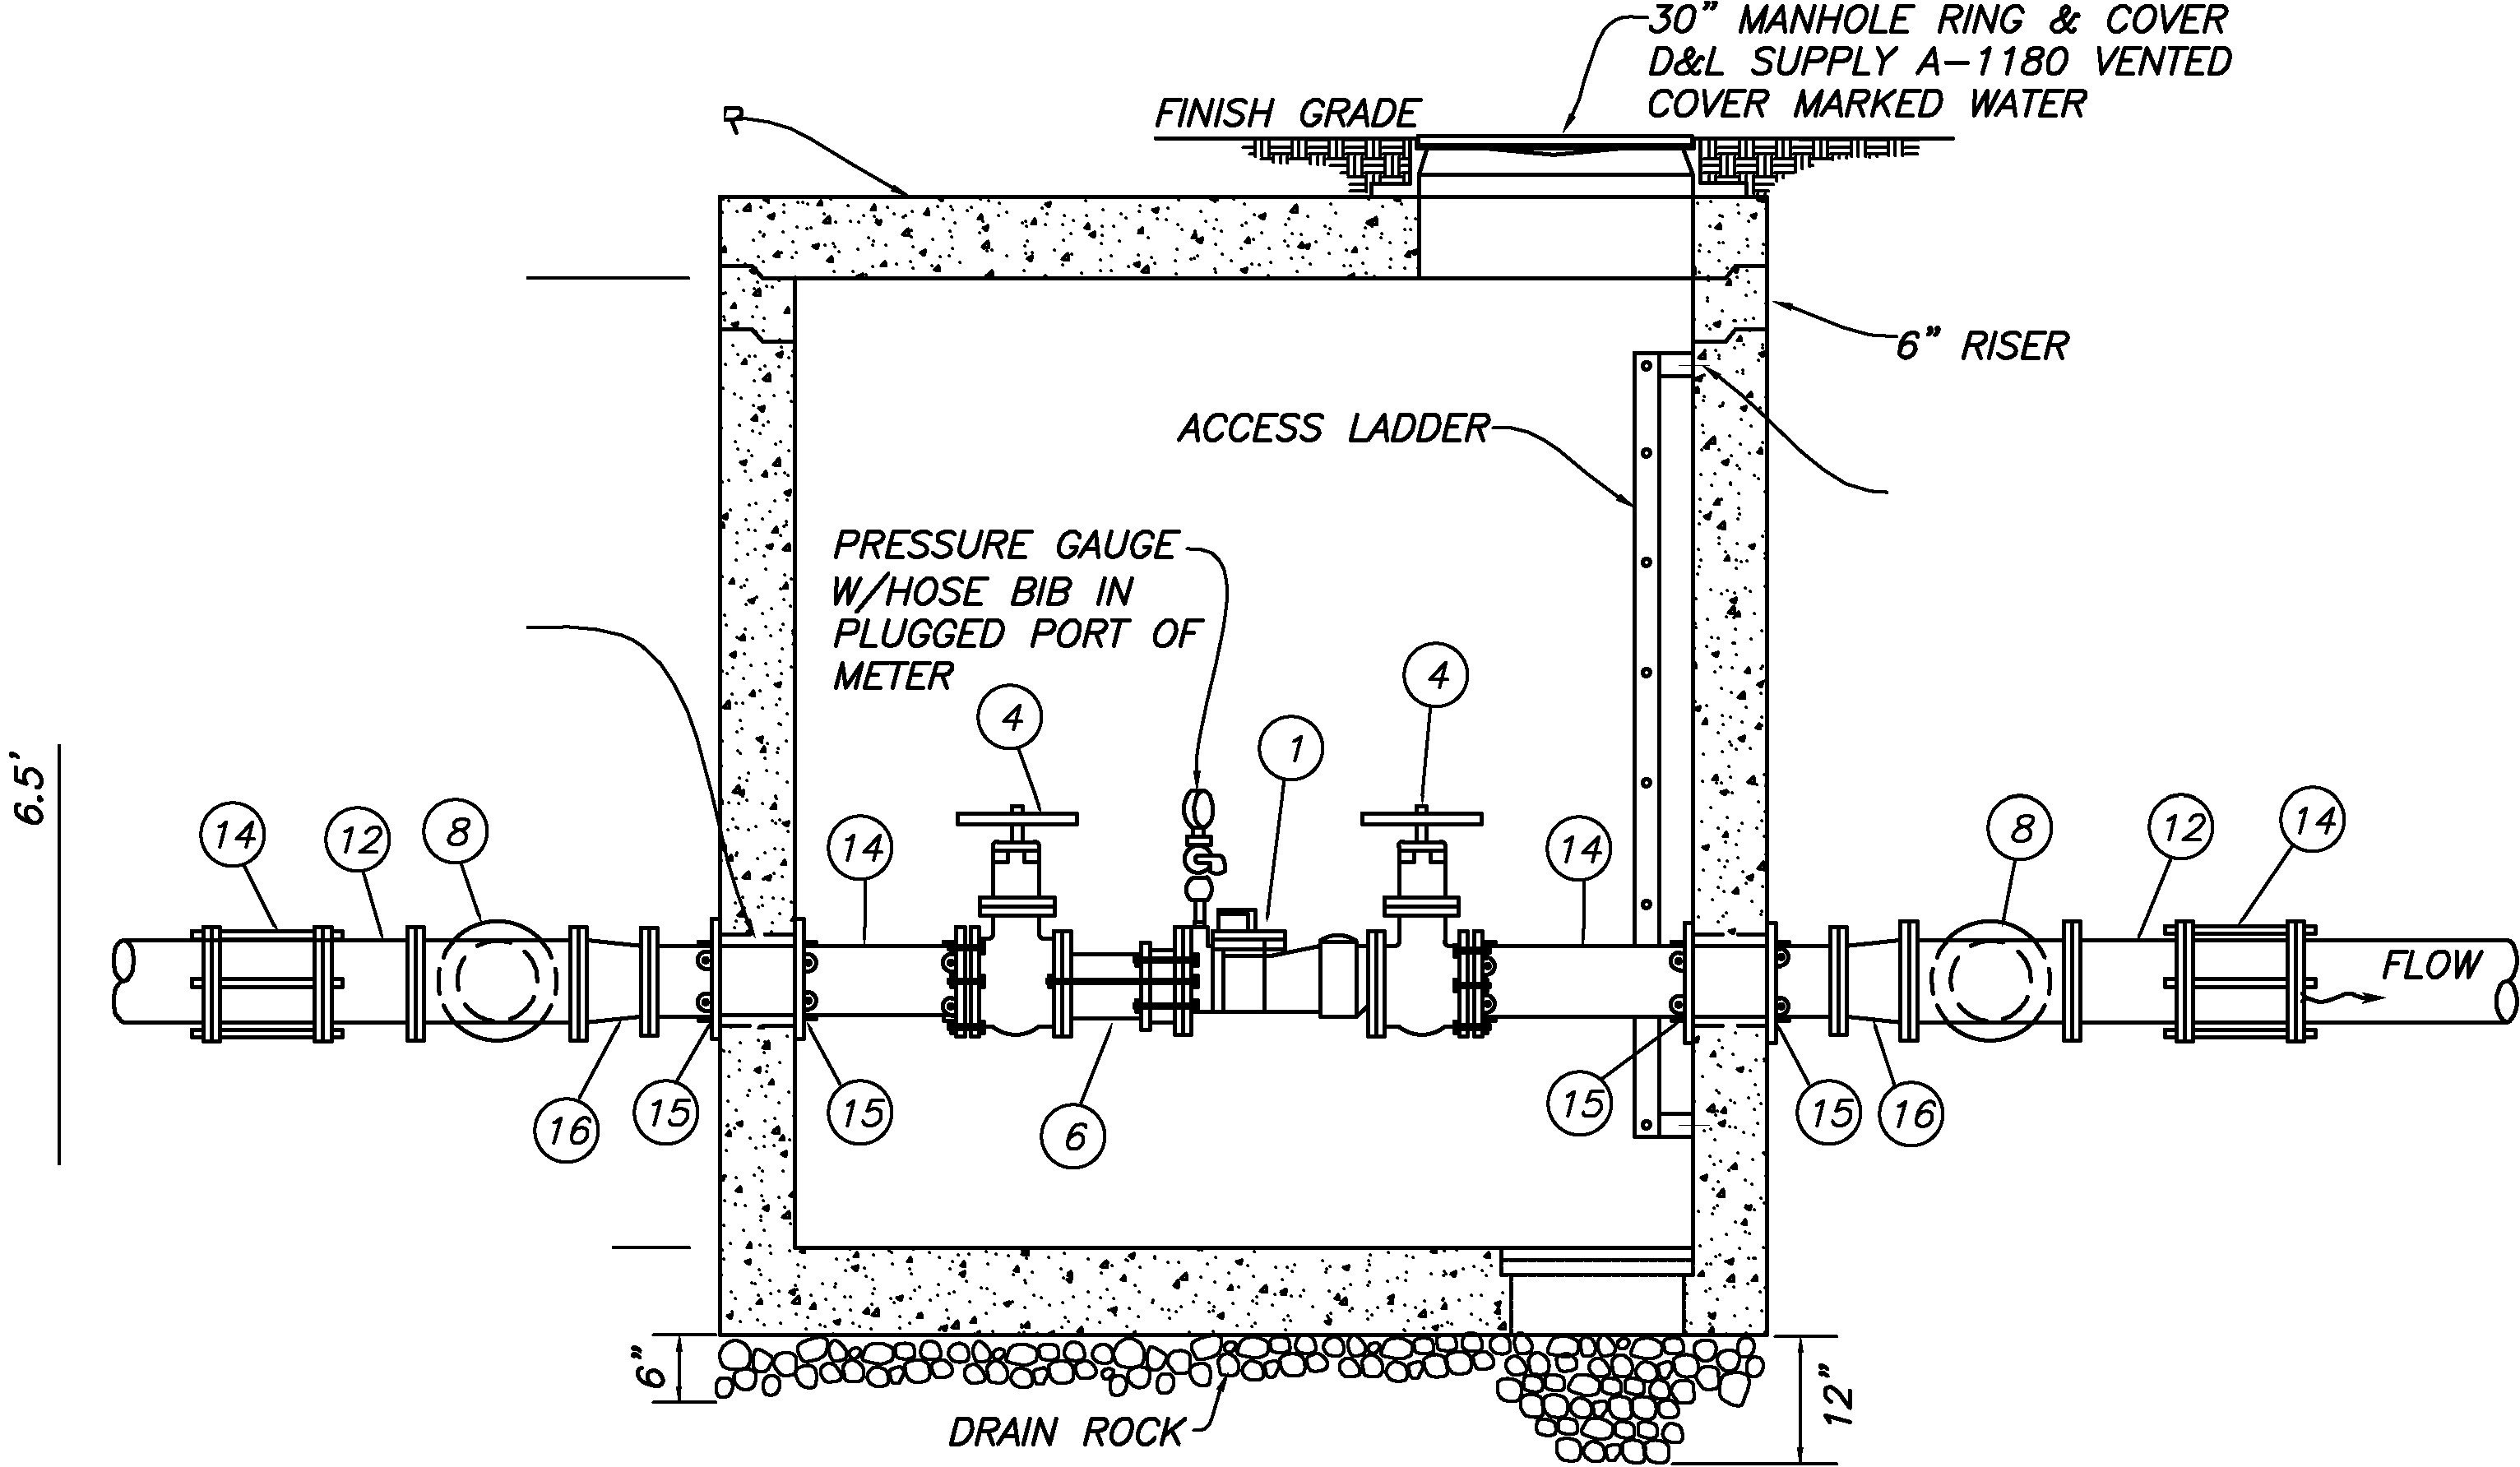 30" MANHOLE RING & COVER
D&L SUPPLY A-1180 VENTED
COVER MARKED WATER
FINISH GRADE
R
6" RISER
ACCESS LADDER
PRESSURE GAUGE
W/HOSE BIB IN
PLUGGED PORT OF
METER
4
4
1
6.5'
14
12
8
14
14
8
12
14
FLOW
16
15
15
6
15
15
16
6"
12"
DRAIN ROCK